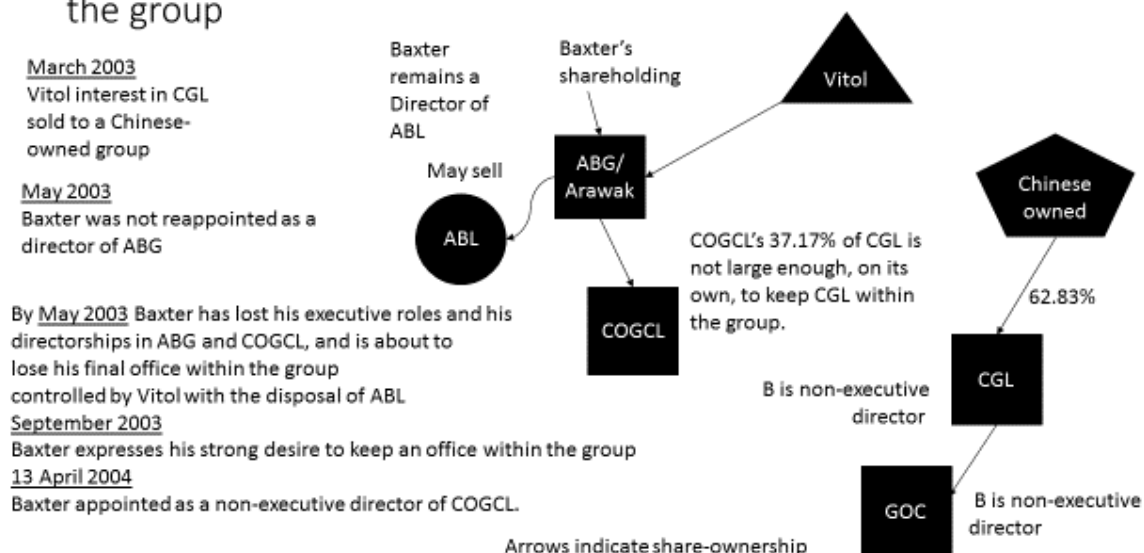 the group
March 2003
Vitol interest in CGL
sold to a Chinese-
owned group
May 2003
Baxter was not reappointed as a
director of ABG
Baxter
remains a
Director of
ABL
Baxter's
shareholding
Vitol
May sell
ABG/
Arawak
ABL
Chinese
owned
COGCL's 37.17% of CGL is
not large enough, on its
own, to keep CGL within
the group.
62.83%
COGCL
CGL
B is non-executive
director
By May 2003 Baxter has lost his executive roles and his
directorships in ABG and COGCL, and is about to
lose his final office within the group
controlled by Vitol with the disposal of ABL
September 2003
Baxter expresses his strong desire to keep an office within the group
13 April 2004
Baxter appointed as a non-executive director of COGCL.
GOC
B is non-executive
director
Arrows indicate share-ownership